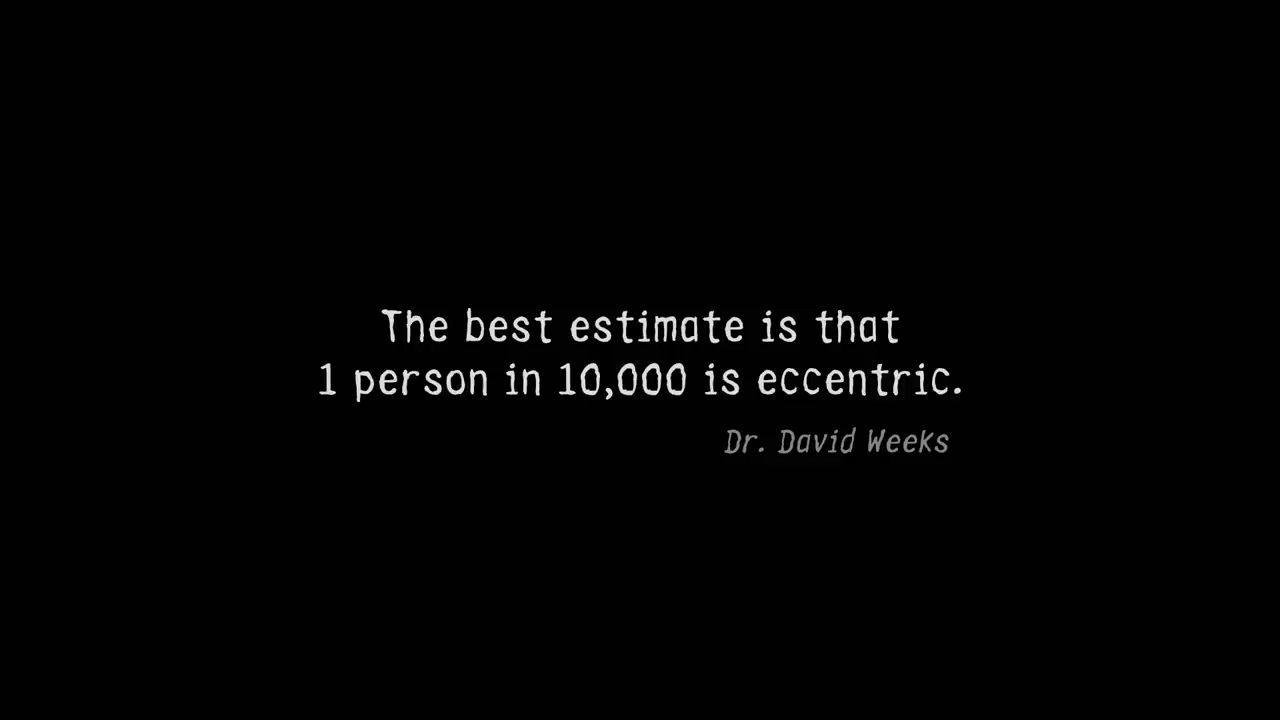 The best estimate is that
1 person in 10,000 is eccentric.
Dr. David Weeks